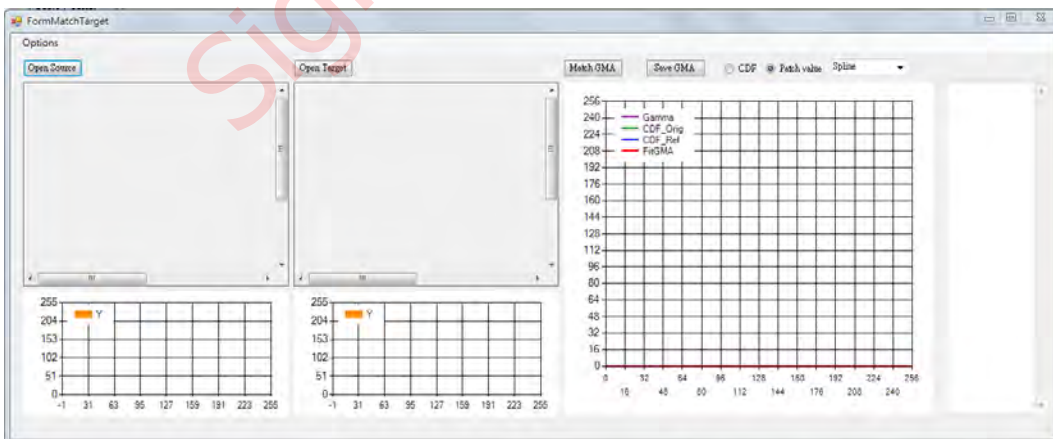 FormMatchTarget
Options
Open Source
Open Target
Match GMA
Save GMA
CDF
Patch value
Spline
Gamma
CDF_Orig
CDF_Ref
FitGMA
256
240
224
208
192
176
160
144
128
112
96
80
64
48
32
16
0
0 32 64 96 128 160 192 224 256
16 48 80 112 144 176 208 240
Y
255
204
153
102
51
0
-1 31 63 95 127 159 191 223 255
Y
255
204
153
102
51
0
-1 31 63 95 127 159 191 223 255
Sig